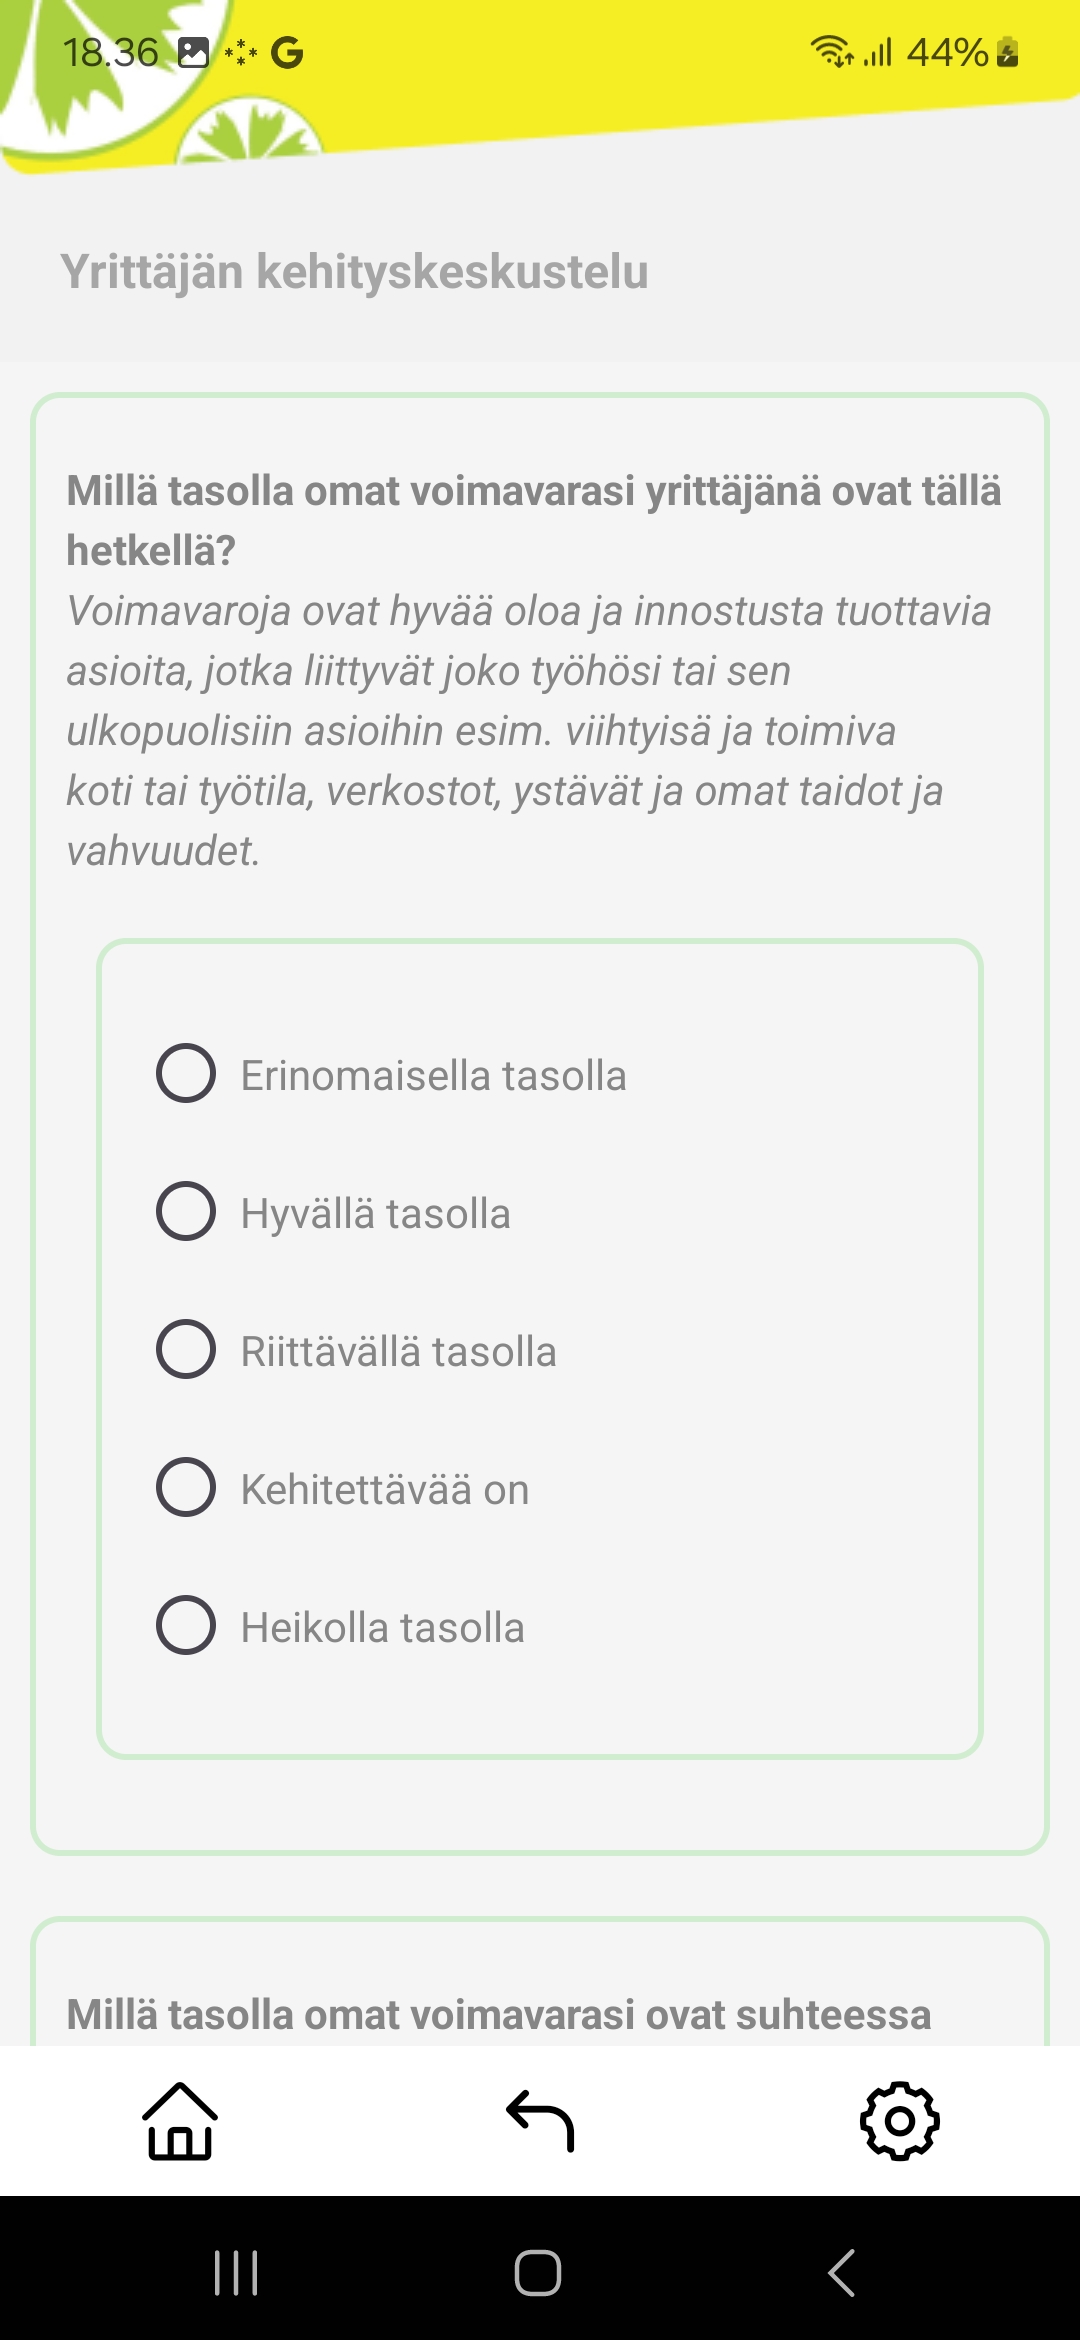 18.36
44%
Yrittäjän kehityskeskustelu
Millä tasolla omat voimavarasi yrittäjänä ovat tällä
hetkellä?
Voimavaroja ovat hyvää oloa ja innostusta tuottavia
asioita, jotka liittyvät joko työhösi tai sen
ulkopuolisiin asioihin esim. viihtyisä ja toimiva
koti tai työtila, verkostot, ystävät ja omat taidot ja
vahvuudet.
Erinomaisella tasolla
Hyvällä tasolla
Riittävällä tasolla
Kehitettävää on
Heikolla tasolla
Millä tasolla omat voimavarasi ovat suhteessa